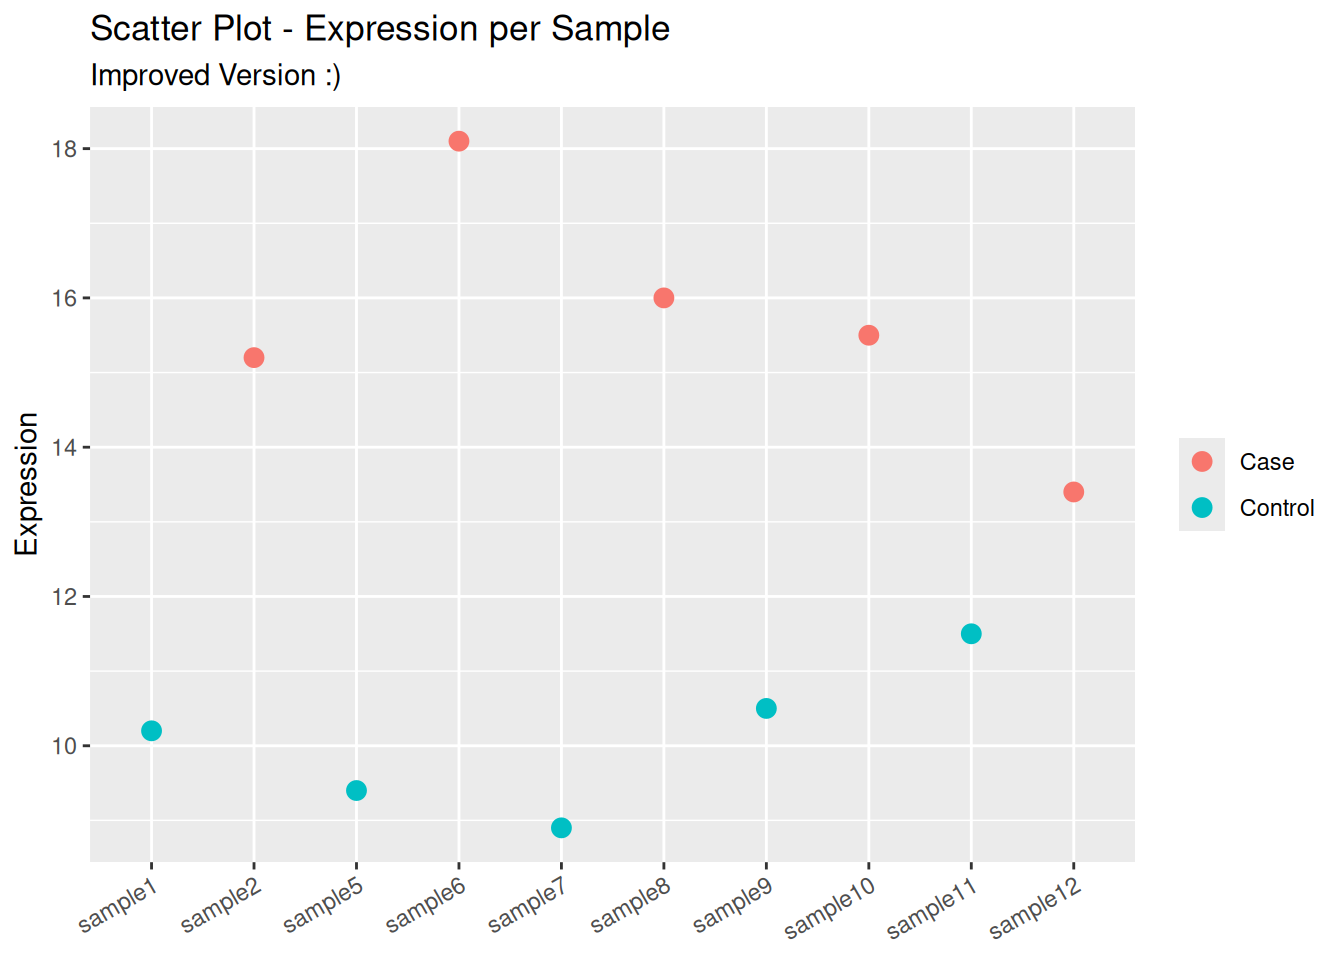 Scatter Plot - Expression per Sample
Improved Version :)
Expression
18
16
14
12
10
sample1
sample2
sample5
sample6
sample7
sample8
sample9
sample10
sample11
sample12
Case
Control